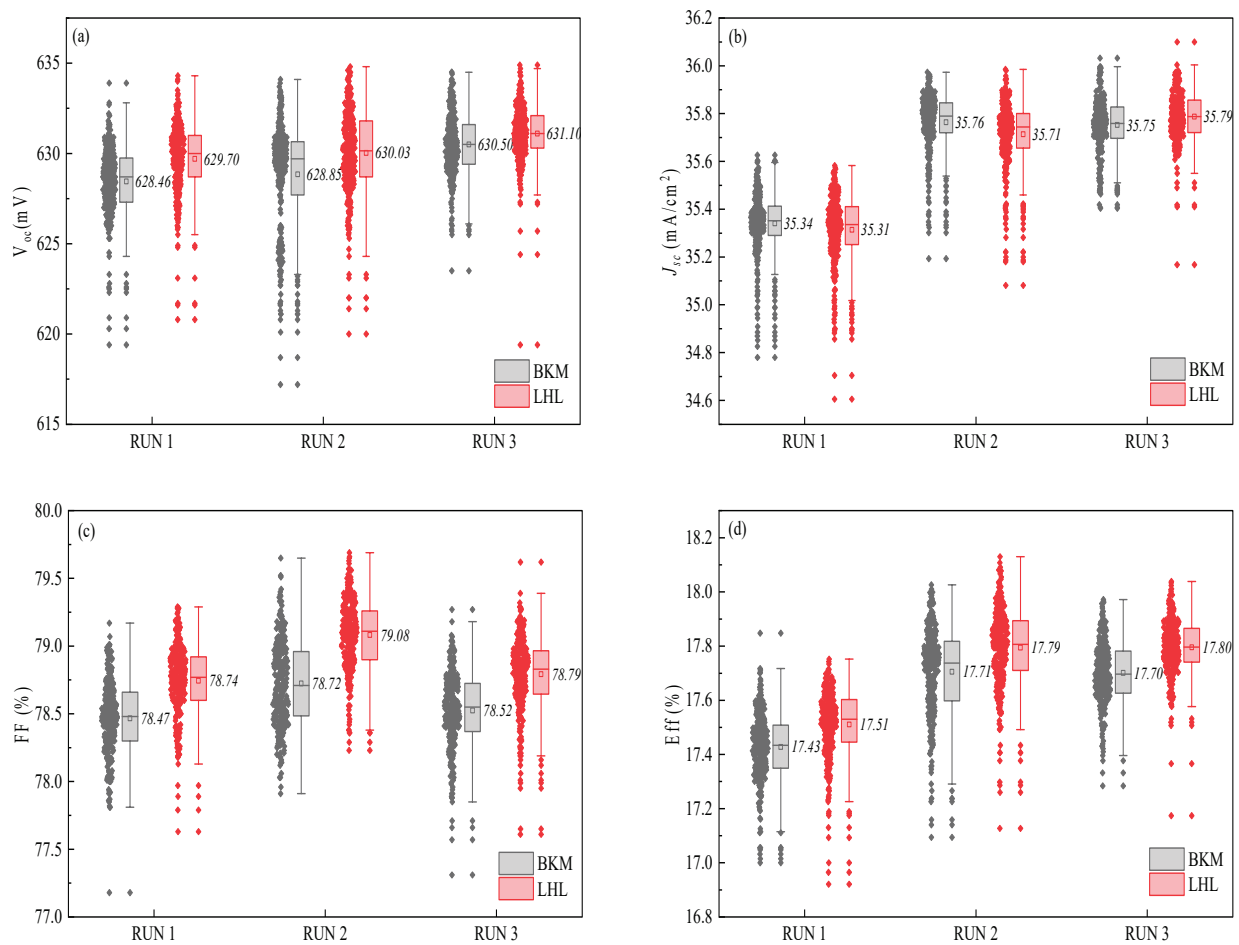 (a)
635
630
625
620
615
V oc (mV)
628.46
629.70
628.85
630.03
630.50
631.10
BKM
LHL
RUN 1
RUN 2
RUN 3
(b)
36.2
36.0
35.8
35.6
35.4
35.2
35.0
34.8
34.6
J sc (mA/cm2)
35.34
35.31
35.76
35.71
35.75
35.79
BKM
LHL
RUN 1
RUN 2
RUN 3
(c)
80.0
79.5
79.0
78.5
78.0
77.5
77.0
FF (%)
78.47
78.74
78.72
79.08
78.52
78.79
BKM
LHL
RUN 1
RUN 2
RUN 3
(d)
18.2
18.0
17.8
17.6
17.4
17.2
17.0
16.8
Eff (%)
17.43
17.51
17.71
17.79
17.70
17.80
BKM
LHL
RUN 1
RUN 2
RUN 3